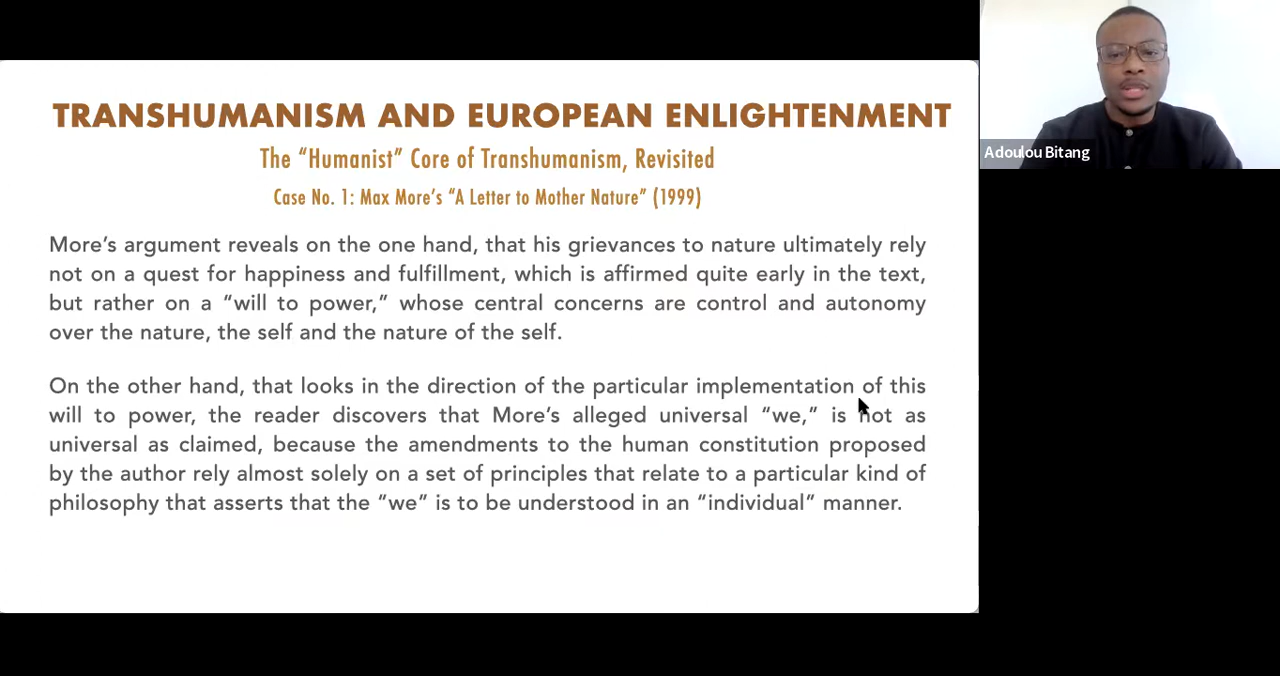 TRANSHUMANISM AND EUROPEAN ENLIGHTENMENT
The “Humanist” Core of Transhumanism, Revisited
Case No. 1: Max More’s “A Letter to Mother Nature” (1999)
More’s argument reveals on the one hand, that his grievances to nature ultimately rely
not on a quest for happiness and fulfillment, which is affirmed quite early in the text,
but rather on a “will to power,” whose central concerns are control and autonomy
over the nature, the self and the nature of the self.
On the other hand, that looks in the direction of the particular implementation of this
will to power, the reader discovers that More’s alleged universal “we,” is not as
universal as claimed, because the amendments to the human constitution proposed
by the author rely almost solely on a set of principles that relate to a particular kind of
philosophy that asserts that the “we” is to be understood in an “individual” manner.
Adoulou Bitang